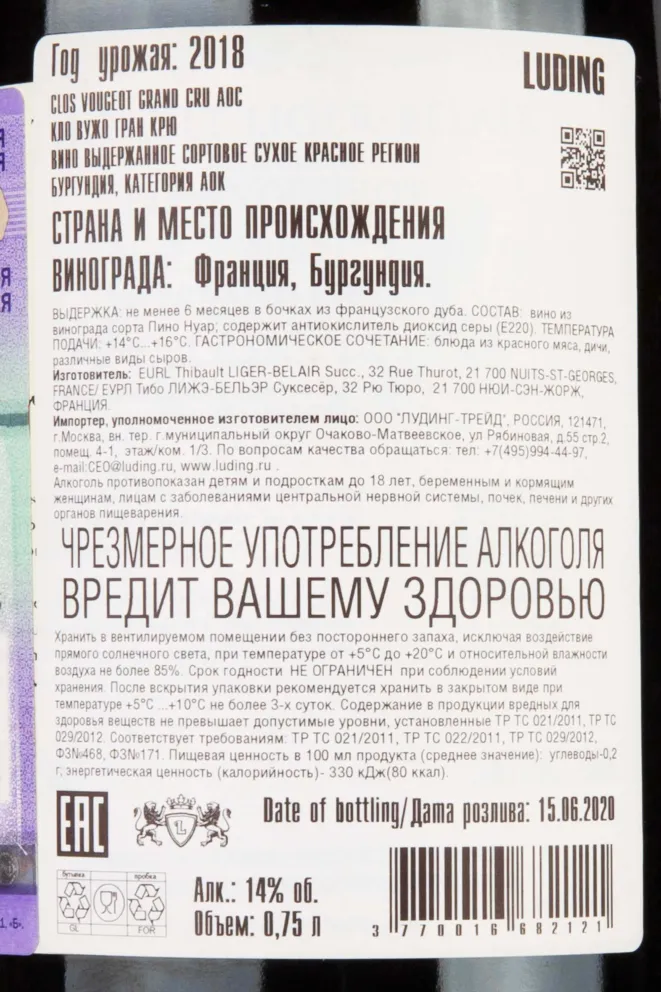 Год урожая: 2018
LUDING
CLOS VOUGEOT GRAND CRU AOC
КЛО ВУЖО ГРАН КРЮ
ВИНО ВЫДЕРЖАННОЕ СОРТОВОЕ СУХОЕ КРАСНОЕ РЕГИОН
БУРГУНДИЯ, КАТЕГОРИЯ АОК
СТРАНА И МЕСТО ПРОИСХОЖДЕНИЯ
ВИНОГРАДА: Франция, Бургундия.
ВЫДЕРЖКА: не менее 6 месяцев в бочках из французского дуба. СОСТАВ: вино из
винограда сорта Пино Нуар; содержит антиокислитель диоксид серы (Е220). ТЕМПЕРАТУРА
ПОДАЧИ: +14°С...+16°С. ГАСТРОНОМИЧЕСКОЕ СОЧЕТАНИЕ: блюда из красного мяса, дичи,
различные виды сыров.
Изготовитель: EURL Thibault LIGER-BELAIR Succ., 32 Rue Thurot, 21 700 NUITS-ST-GEORGES,
FRANCE/ ЕУРЛ Тибо ЛИЖЭ-БЕЛЬЭР Суксесёр, 32 Рю Тюро, 21 700 НЮИ-СЭН-ЖОРЖ,
ФРАНЦИЯ
Импортер, уполномоченное изготовителем лицо: ООО "ЛУДИНГ-ТРЕЙД", РОССИЯ, 121471,
г.Москва, вн. тер. г.муниципальный округ Очаково-Матвеевское, ул Рябиновая, д.55 стр.2,
помещ. 4-1, этаж/ком. 1/3. По вопросам качества обращаться: тел: +7(495)994-44-97,
e-mail:CEO@luding.ru, www.luding.ru .
Алкоголь противопоказан детям и подросткам до 18 лет, беременным и кормящим
женщинам, лицам с заболеваниями центральной нервной системы, почек, печени и других
органов пищеварения.
ЧРЕЗМЕРНОЕ УПОТРЕБЛЕНИЕ АЛКОГОЛЯ
ВРЕДИТ ВАШЕМУ ЗДОРОВЬЮ
Хранить в вентилируемом помещении без постороннего запаха, исключая воздействие
прямого солнечного света, при температуре от +5°С до +20°С и относительной влажности
воздуха не более 85%. Срок годности НЕ ОГРАНИЧЕН при соблюдении условий
хранения. После вскрытия упаковки рекомендуется хранить в закрытом виде при
температуре +5°С ...+10°С не более 3-х суток. Содержание в продукции вредных для
здоровья веществ не превышает допустимые уровни, установленные ТР ТС 021/2011, ТР ТС
029/2012. Соответствует требованиям: ТР ТС 021/2011, ТР ТС 022/2011, ТР ТС 029/2012,
ФЗ№468, ФЗ№171. Пищевая ценность в 100 мл продукта (среднее значение): углеводы-0,2
г, энергетическая ценность (калорийность)- 330 кДж(80 ккал).
EAC
L
Date of bottling/Дата розлива: 15.06.2020
бутылка пробка
GL FOR
Алк.: 14% об.
Объем: 0,75 л
3 770016 682121